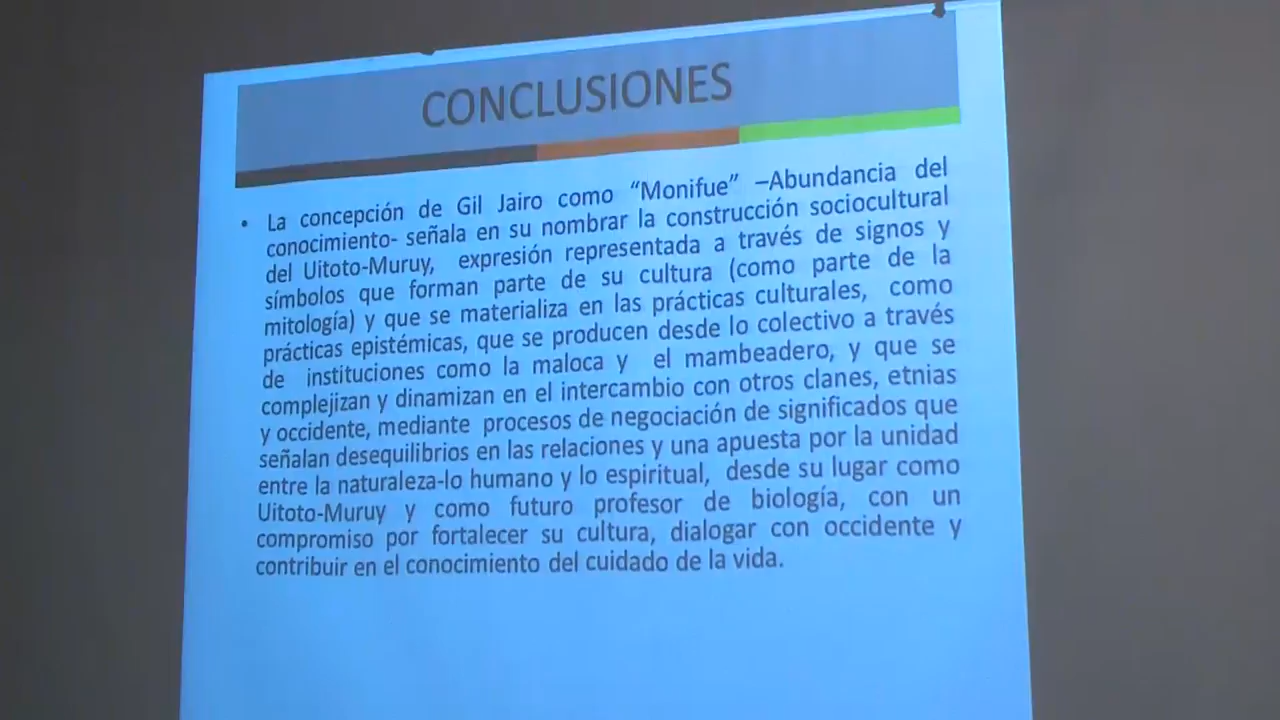 CONCLUSIONES
• La concepción de Gil Jairo como “Monifue” –Abundancia del
conocimiento- señala en su nombrar la construcción sociocultural
del Uitoto-Muruy, expresión representada a través de signos y
símbolos que forman parte de su cultura (como parte de la
mitología) y que se materializa en las prácticas culturales, como
prácticas epistémicas, que se producen desde lo colectivo a través
de instituciones como la maloca y el mambeadero, y que se
complejizan y dinamizan en el intercambio con otros clanes, etnias
y occidente, mediante procesos de negociación de significados que
señalan desequilibrios en las relaciones y una apuesta por la unidad
entre la naturaleza-lo humano y lo espiritual, desde su lugar como
Uitoto-Muruy y como futuro profesor de biología, con un
compromiso por fortalecer su cultura, dialogar con occidente y
contribuir en el conocimiento del cuidado de la vida.